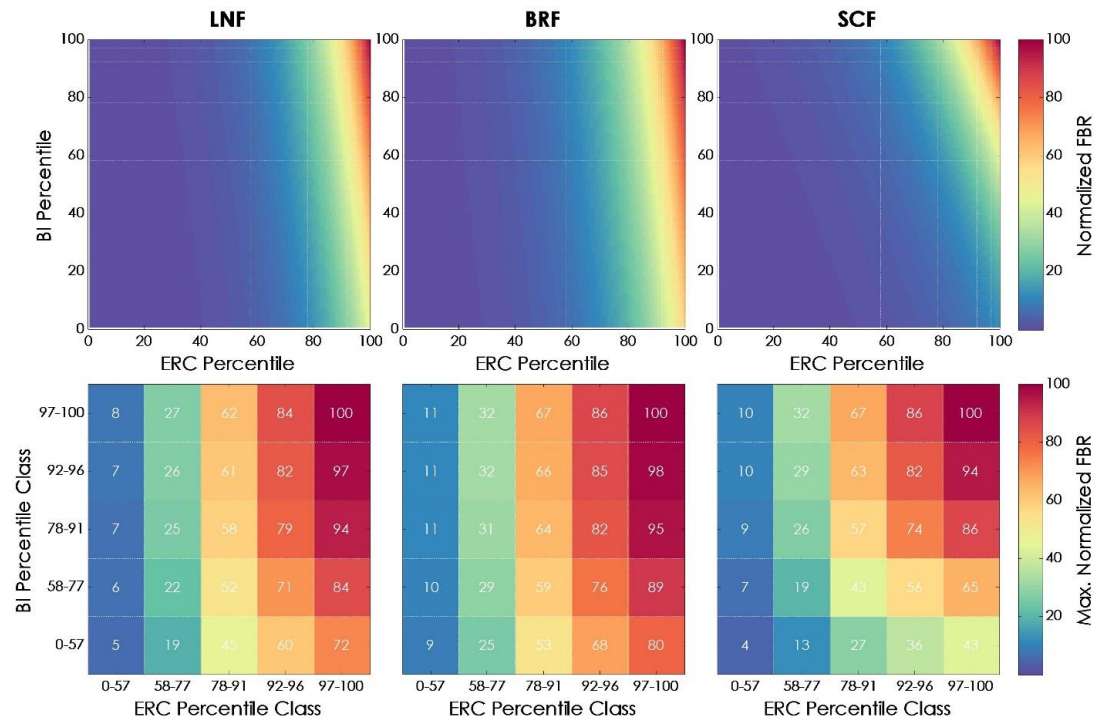 LNF BRF SCF
100 100 100 100
80 80 80 80
60 60 60 60
40 40 40 40
20 20 20 20
0 0 0
BI Percentile
Normalized FBR
0 20 40 60 80 100 0 20 40 60 80 100 0 20 40 60 80 100
ERC Percentile ERC Percentile ERC Percentile
97-100 8 27 62 84 100 11 32 67 86 100 10 32 67 86 100 100
92-96 7 26 61 82 97 11 32 66 85 98 10 29 63 82 94 80
78-91 7 25 58 79 94 11 31 64 82 95 9 26 57 74 86 60
58-77 6 22 52 71 84 10 29 59 76 89 7 19 43 56 65 40
0-57 5 19 45 60 72 9 25 53 68 80 4 13 27 36 43 20
BI Percentile Class
Max. Normalized FBR
0-57 58-77 78-91 92-96 97-100 0-57 58-77 78-91 92-96 97-100 0-57 58-77 78-91 92-96 97-100
ERC Percentile Class ERC Percentile Class ERC Percentile Class